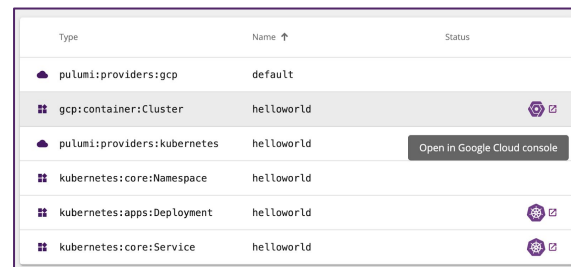 Type Name ↑ Status
pulumi:providers:gcp default
gcp:container:Cluster helloworld
pulumi:providers:kubernetes helloworld
Open in Google Cloud console
kubernetes:core:Namespace helloworld
kubernetes:apps:Deployment helloworld
kubernetes:core:Service helloworld